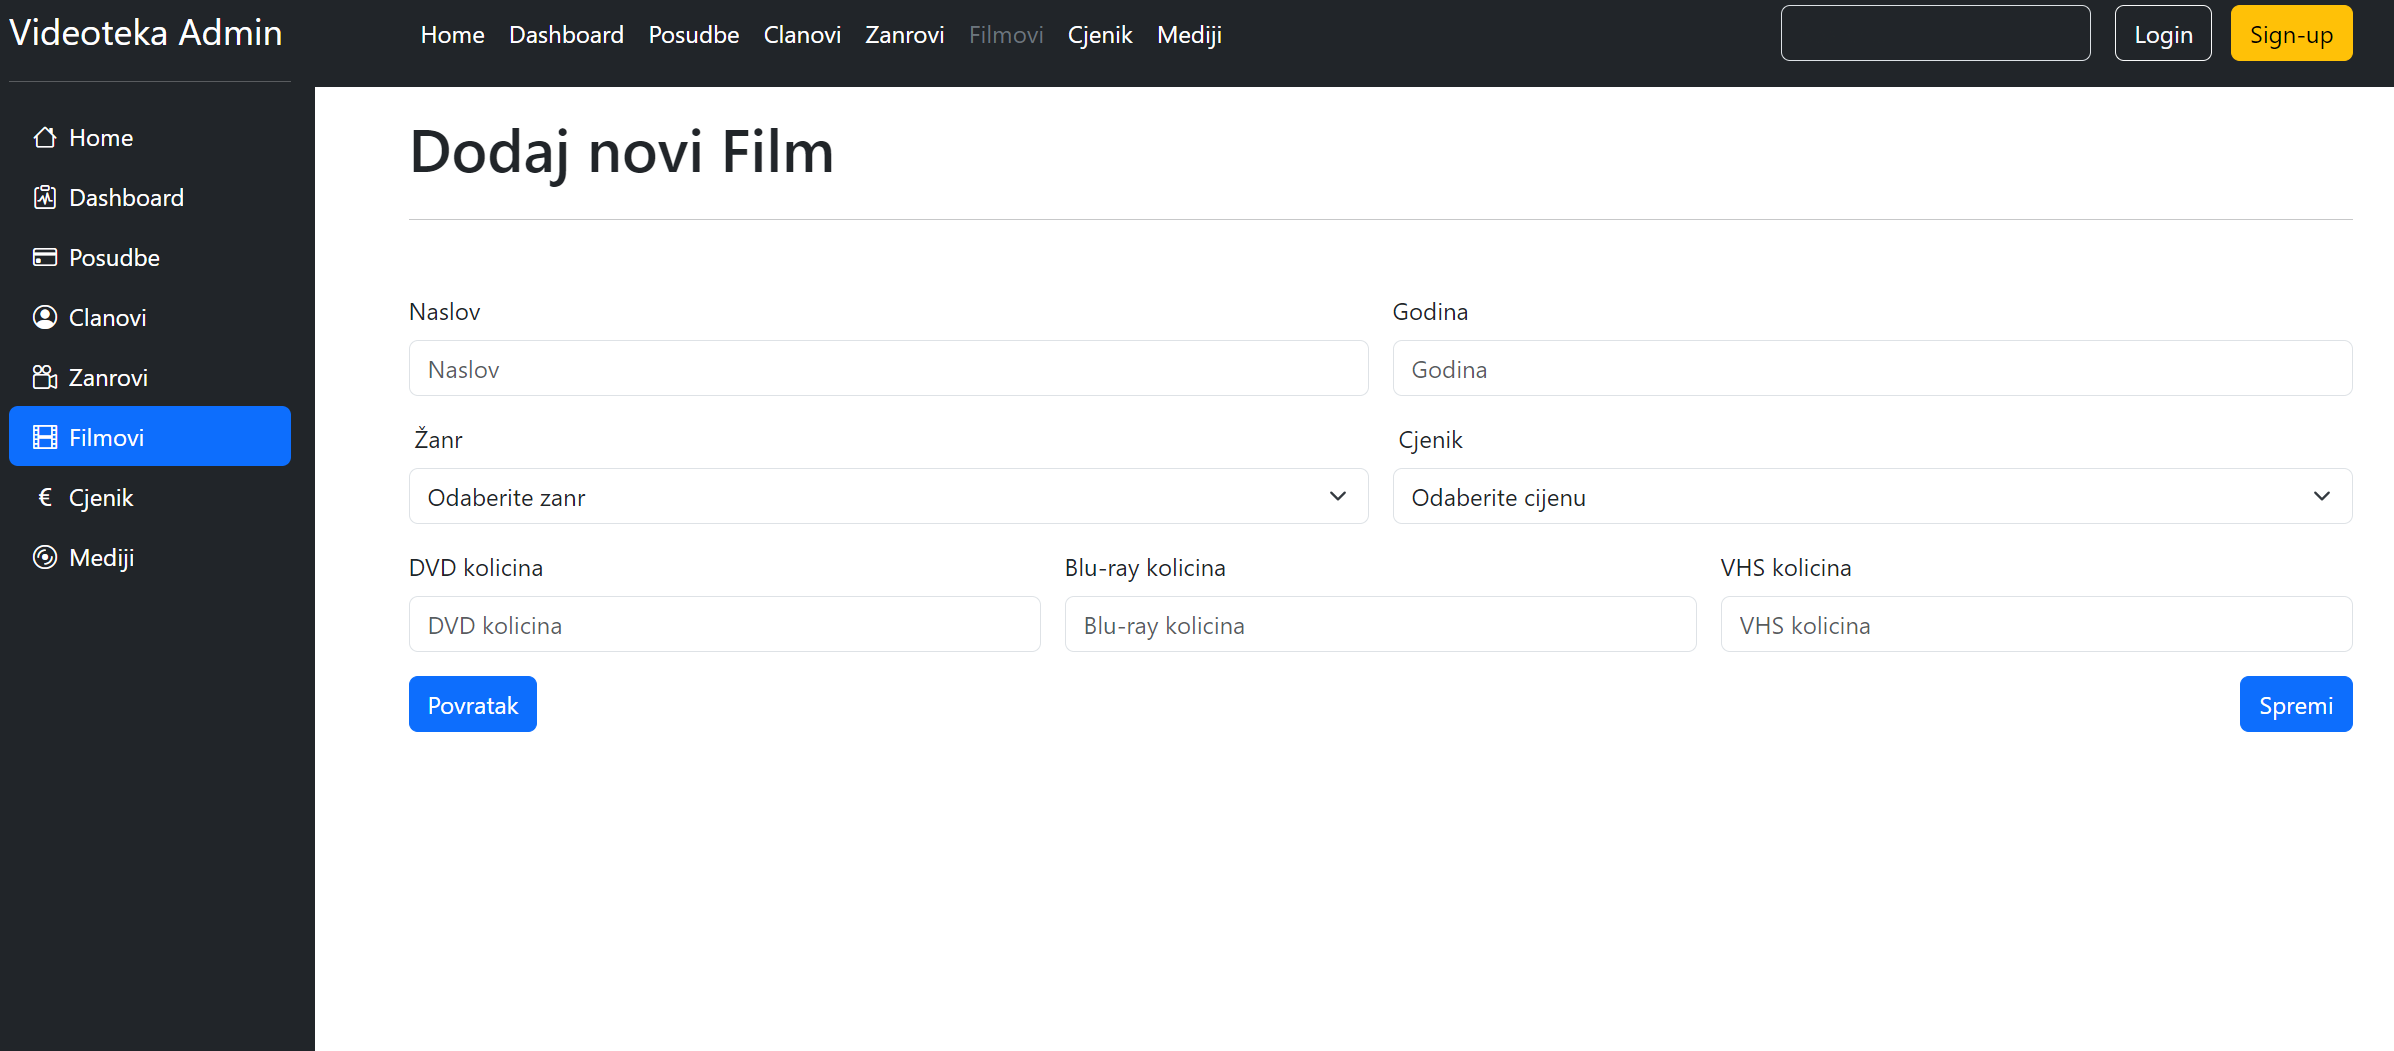 Videoteka Admin
Home Dashboard Posudbe Clanovi Zanrovi Filmovi Cjenik Mediji
Login Sign-up
Home
Dashboard
Posudbe
Clanovi
Zanrovi
Filmovi
€ Cjenik
Mediji
Dodaj novi Film
Naslov Godina
Naslov Godina
Žanr Cjenik
Odaberite zanr Odaberite cijenu
DVD kolicina Blu-ray kolicina VHS kolicina
DVD kolicina Blu-ray kolicina VHS kolicina
Povratak Spremi